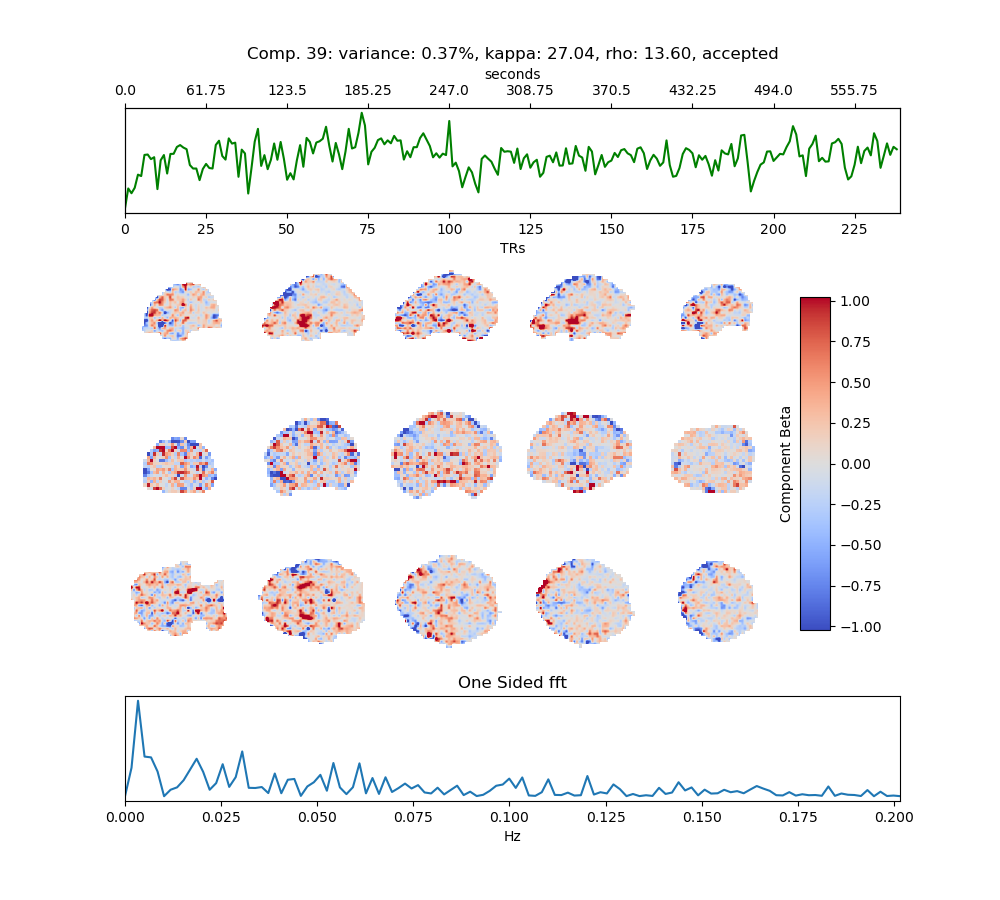 Comp. 39: variance: 0.37%, kappa: 27.04, rho: 13.60, accepted
seconds
0.0 61.75 123.5 185.25 247.0 308.75 370.5 432.25 494.0 555.75
0 25 50 75 100 125 150 175 200 225
TRs
1.00
0.75
0.50
0.25
0.00
−0.25
−0.50
−0.75
−1.00
Component Beta
One Sided fft
0.000 0.025 0.050 0.075 0.100 0.125 0.150 0.175 0.200
Hz